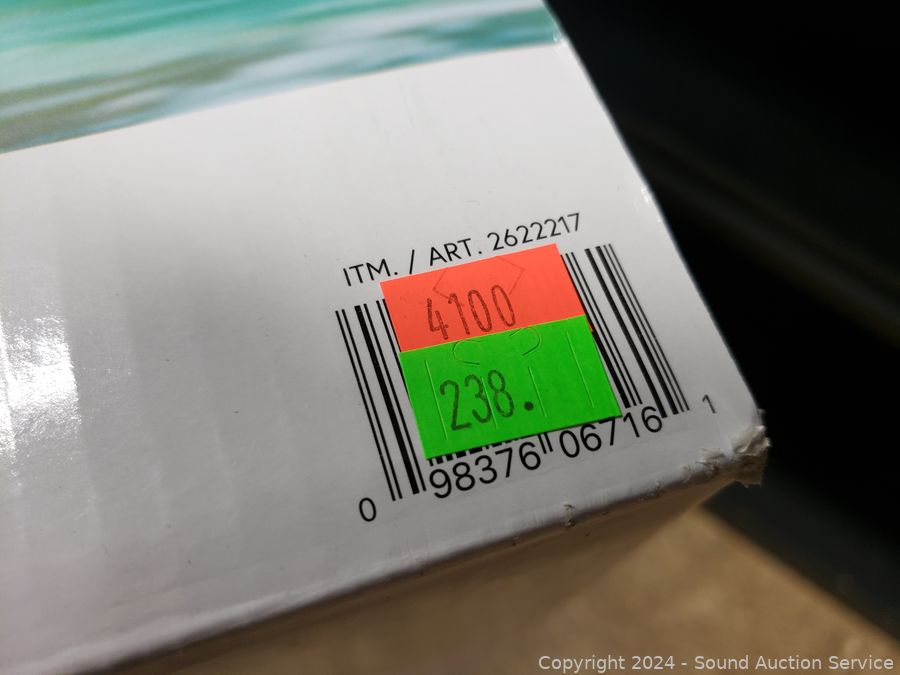 ITM. / ART. 2622217
4100
238.
0 98376 06716 1
Copyright 2024 - Sound Auction Service